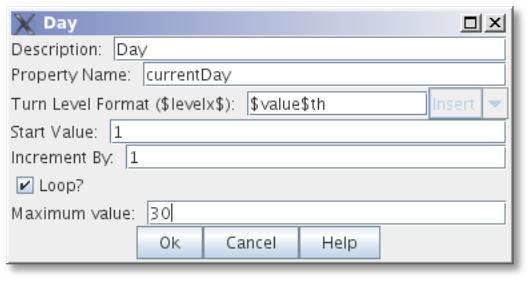 Day
Description: Day
Property Name: currentDay
Turn Level Format ($levelx$): $value$th Insert
Start Value: 1
Increment By: 1
Loop?
Maximum value: 30
Ok Cancel Help